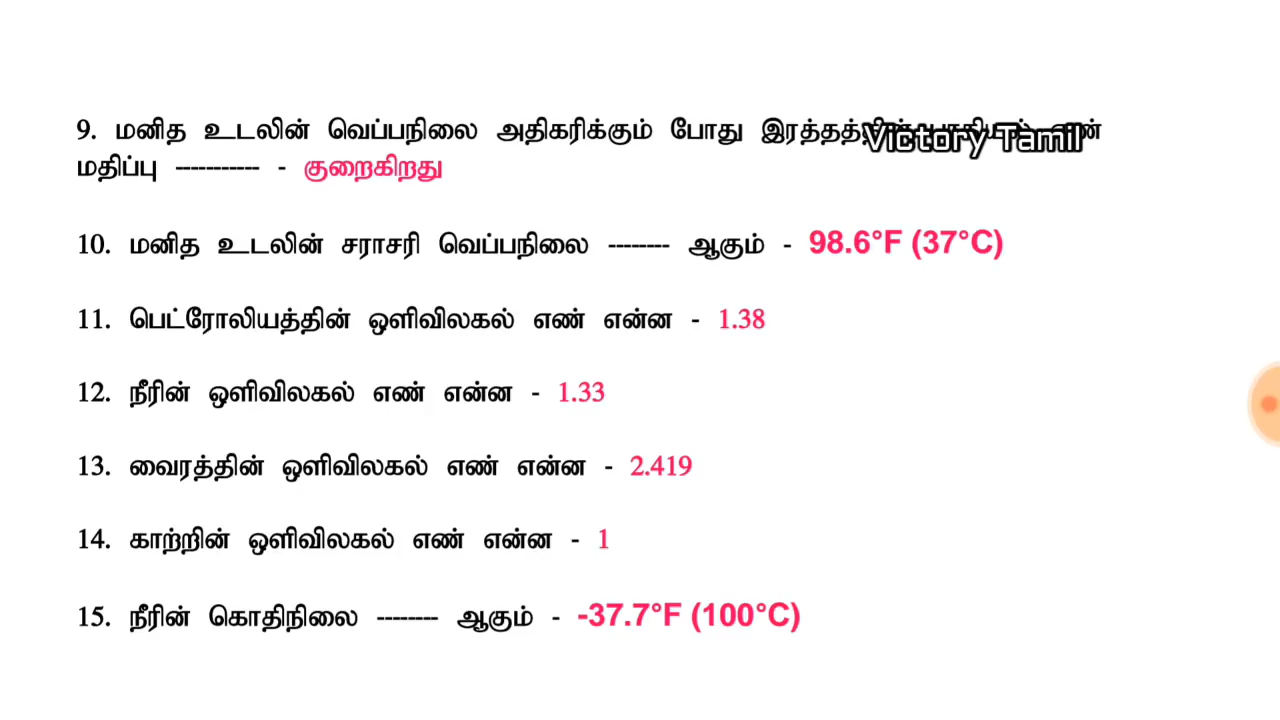 9. மனித உடலின் வெப்பநிலை அதிகரிக்கும் போது
Victory Tamil
மதிப்பு ----------- - குறைகிறது
10. மனித உடலின் சராசரி வெப்பநிலை -------- ஆகும் - 98.6°F (37°C)
11. பெட்ரோலியத்தின் ஒளிவிலகல் எண் என்ன - 1.38
12. நீரின் ஒளிவிலகல் எண் என்ன - 1.33
13. வைரத்தின் ஒளிவிலகல் எண் என்ன - 2.419
14. காற்றின் ஒளிவிலகல் எண் என்ன - 1
15. நீரின் கொதிநிலை -------- ஆகும் - -37.7°F (100°C)